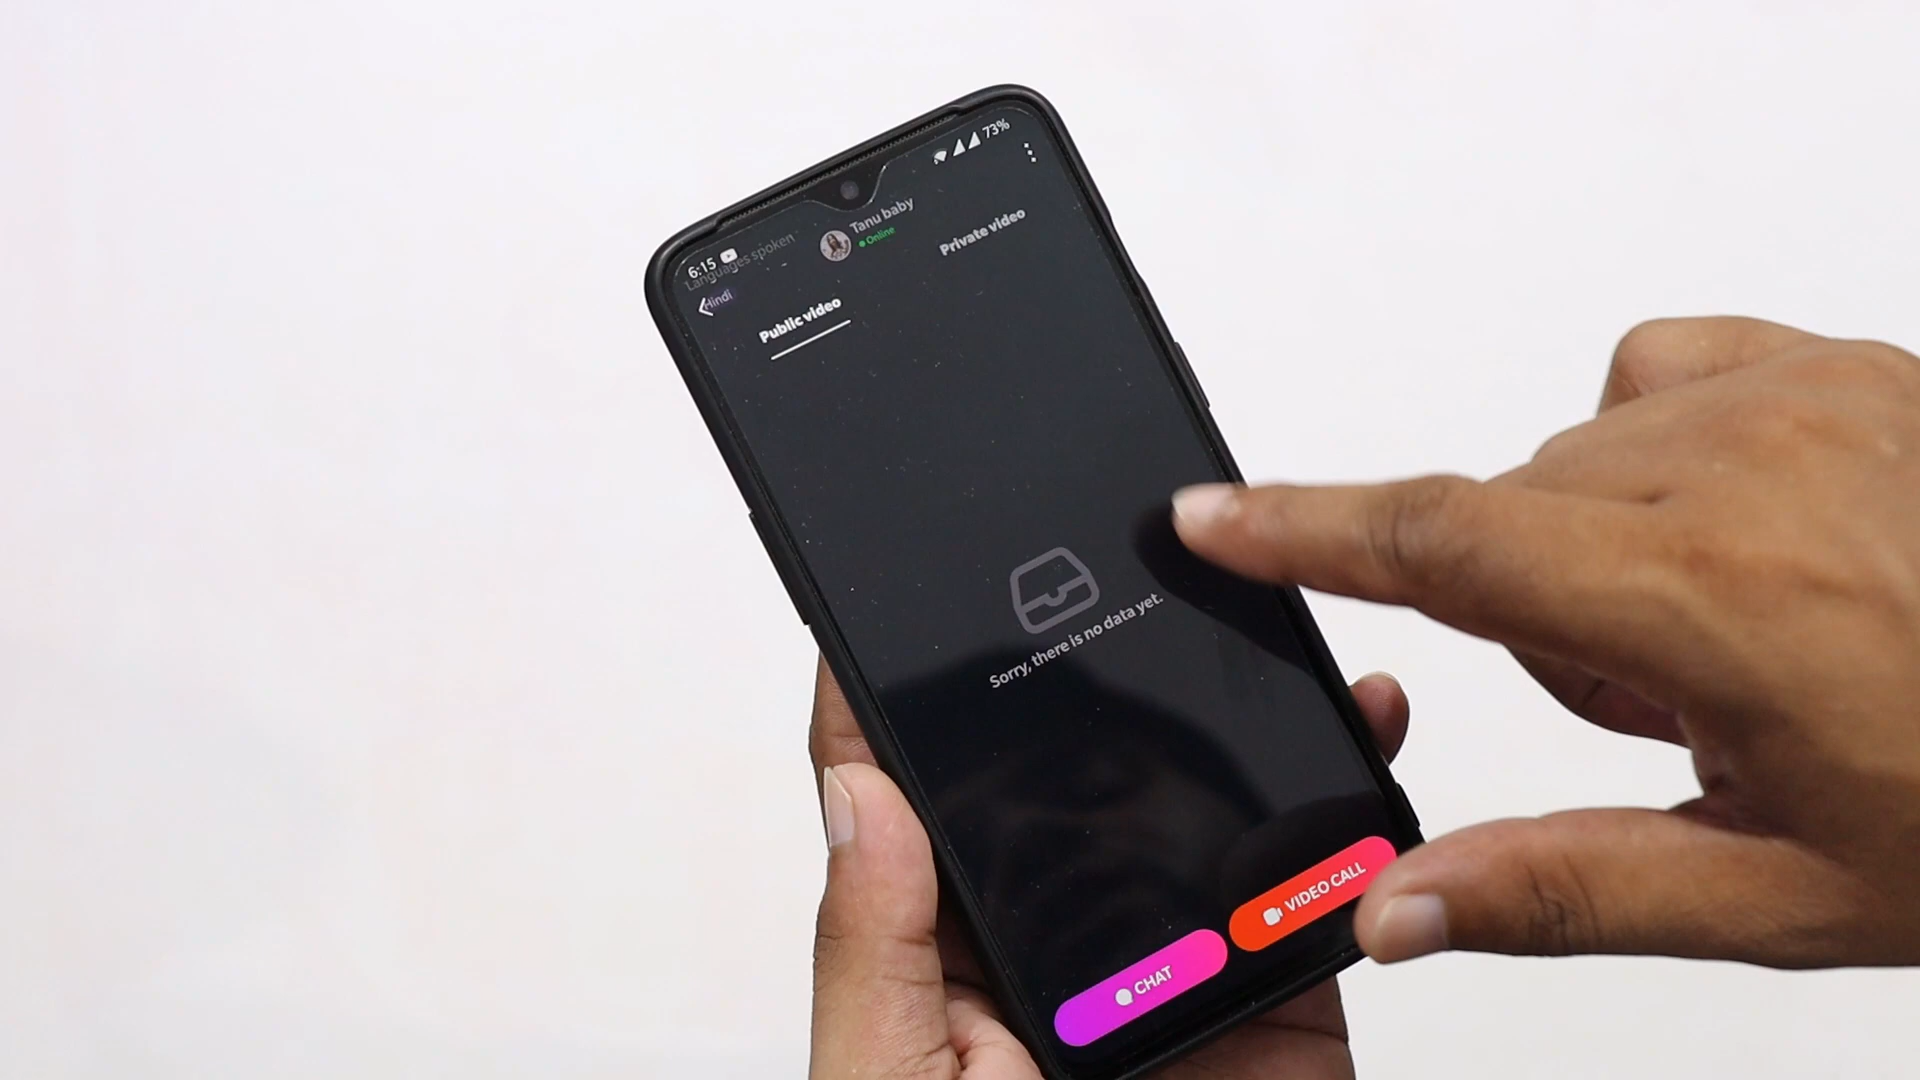 6:15
73%
Languages spoken
Hindi
Tanu baby
Online
Public video
Private video
Sorry, there is no data yet.
CHAT
VIDEO CALL